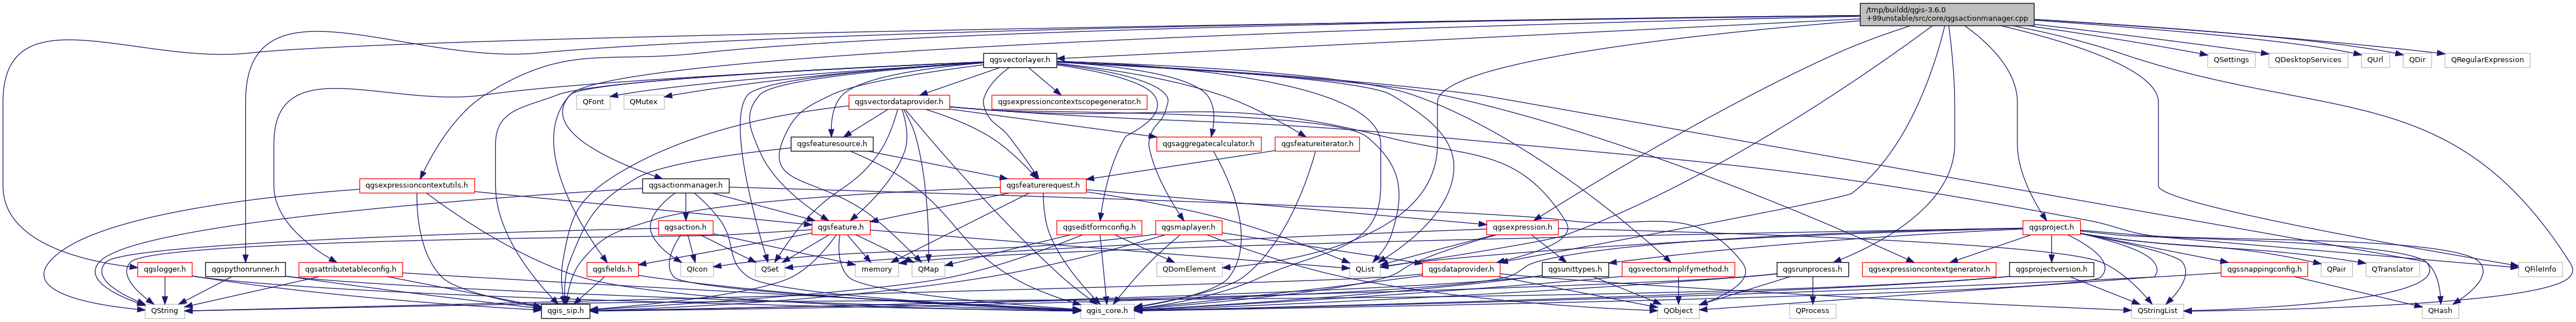 /tmp/buildd/qgis-3.6.0
+99unstable/src/core/qgsactionmanager.cpp
qgsvectorlayer.h
QSettings
QDesktopServices
QUrl
QDir
QRegularExpression
QFont
QMutex
qgsvectordataprovider.h
qgsexpressioncontextscopegenerator.h
qgsfeaturesource.h
qgsaggregatecalculator.h
qgsfeatureiterator.h
qgsexpressioncontextutils.h
qgsactionmanager.h
qgsfeaturerequest.h
qgsaction.h
qgsfeature.h
qgseditformconfig.h
qgsmaplayer.h
qgsexpression.h
qgsproject.h
qgslogger.h
qgspythonrunner.h
qgsattributetableconfig.h
qgsfields.h
QIcon
QSet
memory
QMap
QDomElement
QList
qgsdataprovider.h
qgsunittypes.h
qgsvectorsimplifymethod.h
qgsrunprocess.h
qgsexpressioncontextgenerator.h
qgsprojectversion.h
qgssnappingconfig.h
QPair
QTranslator
QFileInfo
QString
qgis_sip.h
qgis_core.h
QObject
QProcess
QStringList
QHash